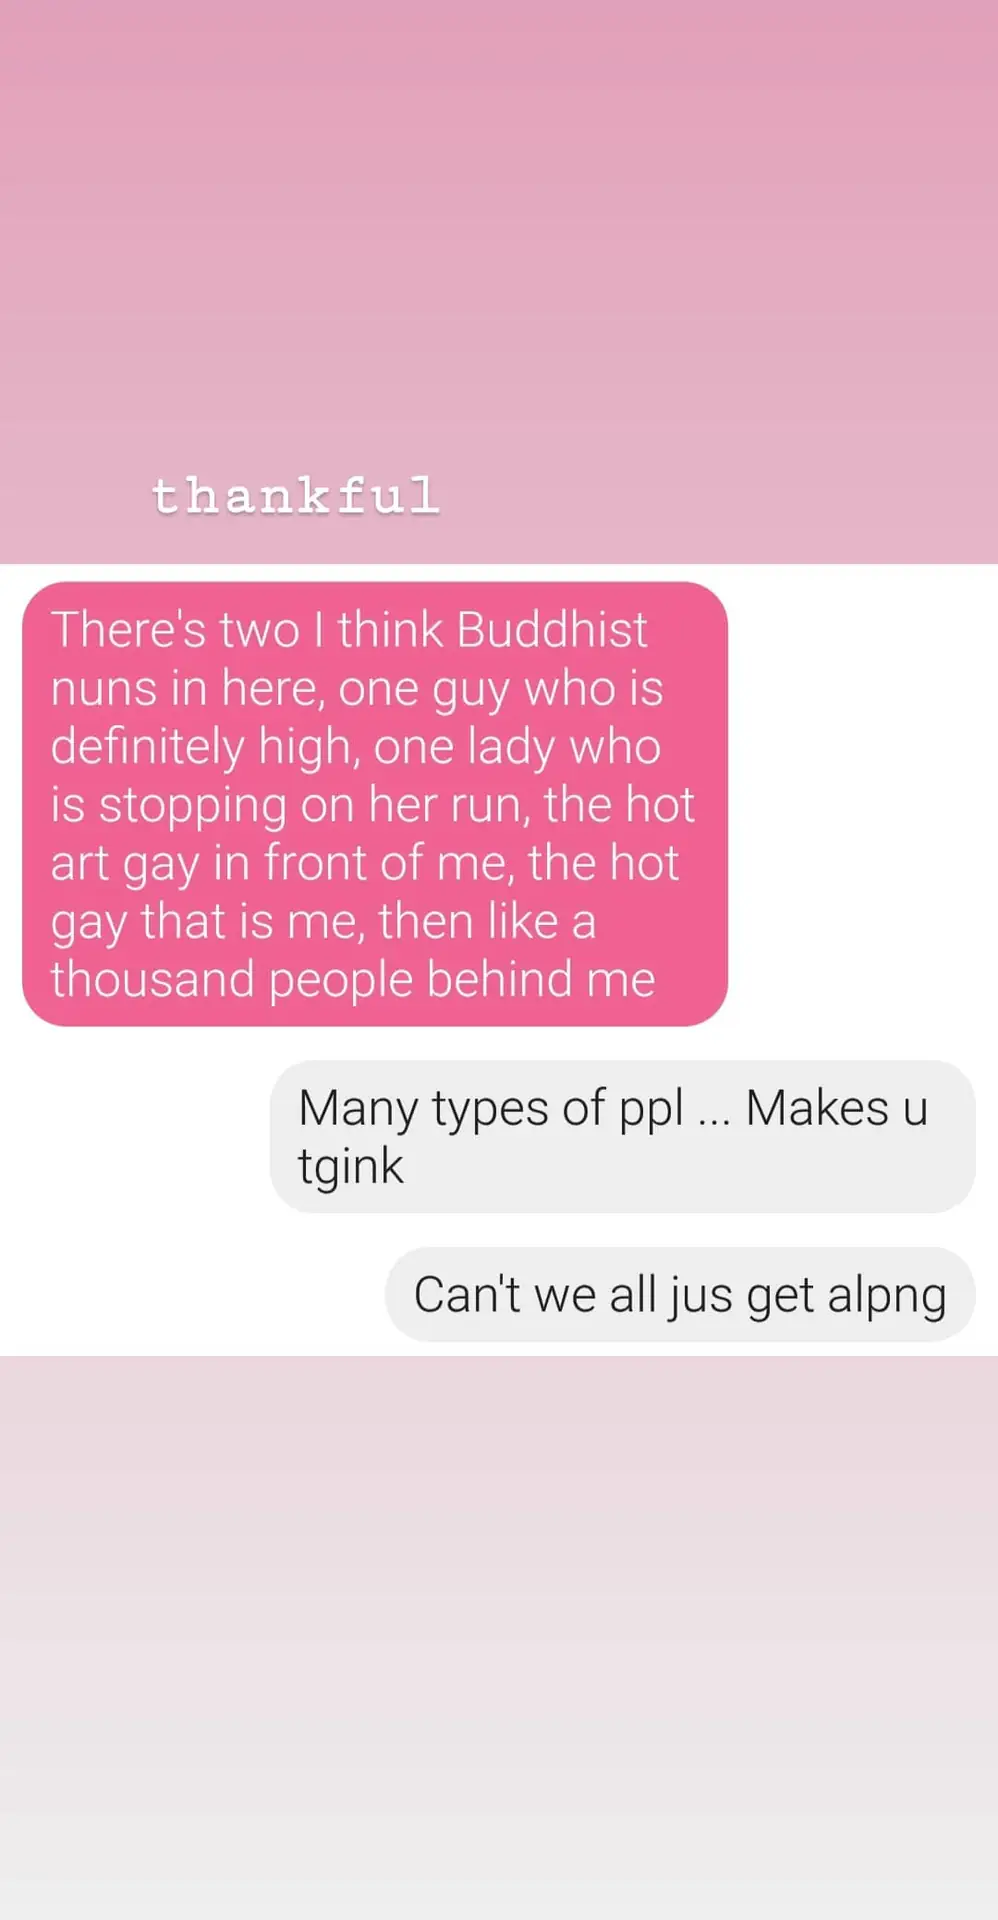 thankful
There's two I think Buddhist
nuns in here, one guy who is
definitely high, one lady who
is stopping on her run, the hot
art gay in front of me, the hot
gay that is me, then like a
thousand people behind me
Many types of ppl ... Makes u
tgink
Can't we all jus get alpng